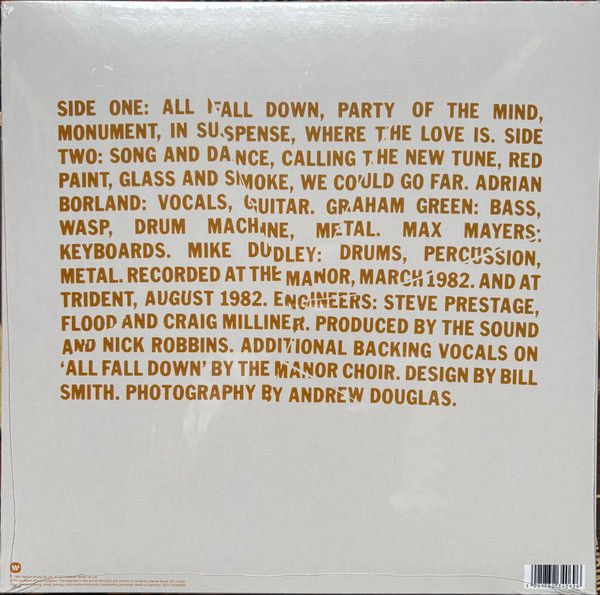 SIDE ONE: ALL FALL DOWN, PARTY OF THE MIND,
MONUMENT, IN SUSPENSE, WHERE THE LOVE IS. SIDE
TWO: SONG AND DANCE, CALLING THE NEW TUNE, RED
PAINT, GLASS AND SMOKE, WE COULD GO FAR. ADRIAN
BORLAND: VOCALS, GUITAR. GRAHAM GREEN: BASS,
WASP, DRUM MACHINE, METAL. MAX MAYERS:
KEYBOARDS. MIKE DUDLEY: DRUMS, PERCUSSION,
METAL. RECORDED AT THE MANOR, MARCH 1982. AND AT
TRIDENT, AUGUST 1982. ENGINEERS: STEVE PRESTAGE,
FLOOD AND CRAIG MILLINER. PRODUCED BY THE SOUND
AND NICK ROBBINS. ADDITIONAL BACKING VOCALS ON
‘ALL FALL DOWN’ BY THE MANOR CHOIR. DESIGN BY BILL
SMITH. PHOTOGRAPHY BY ANDREW DOUGLAS.